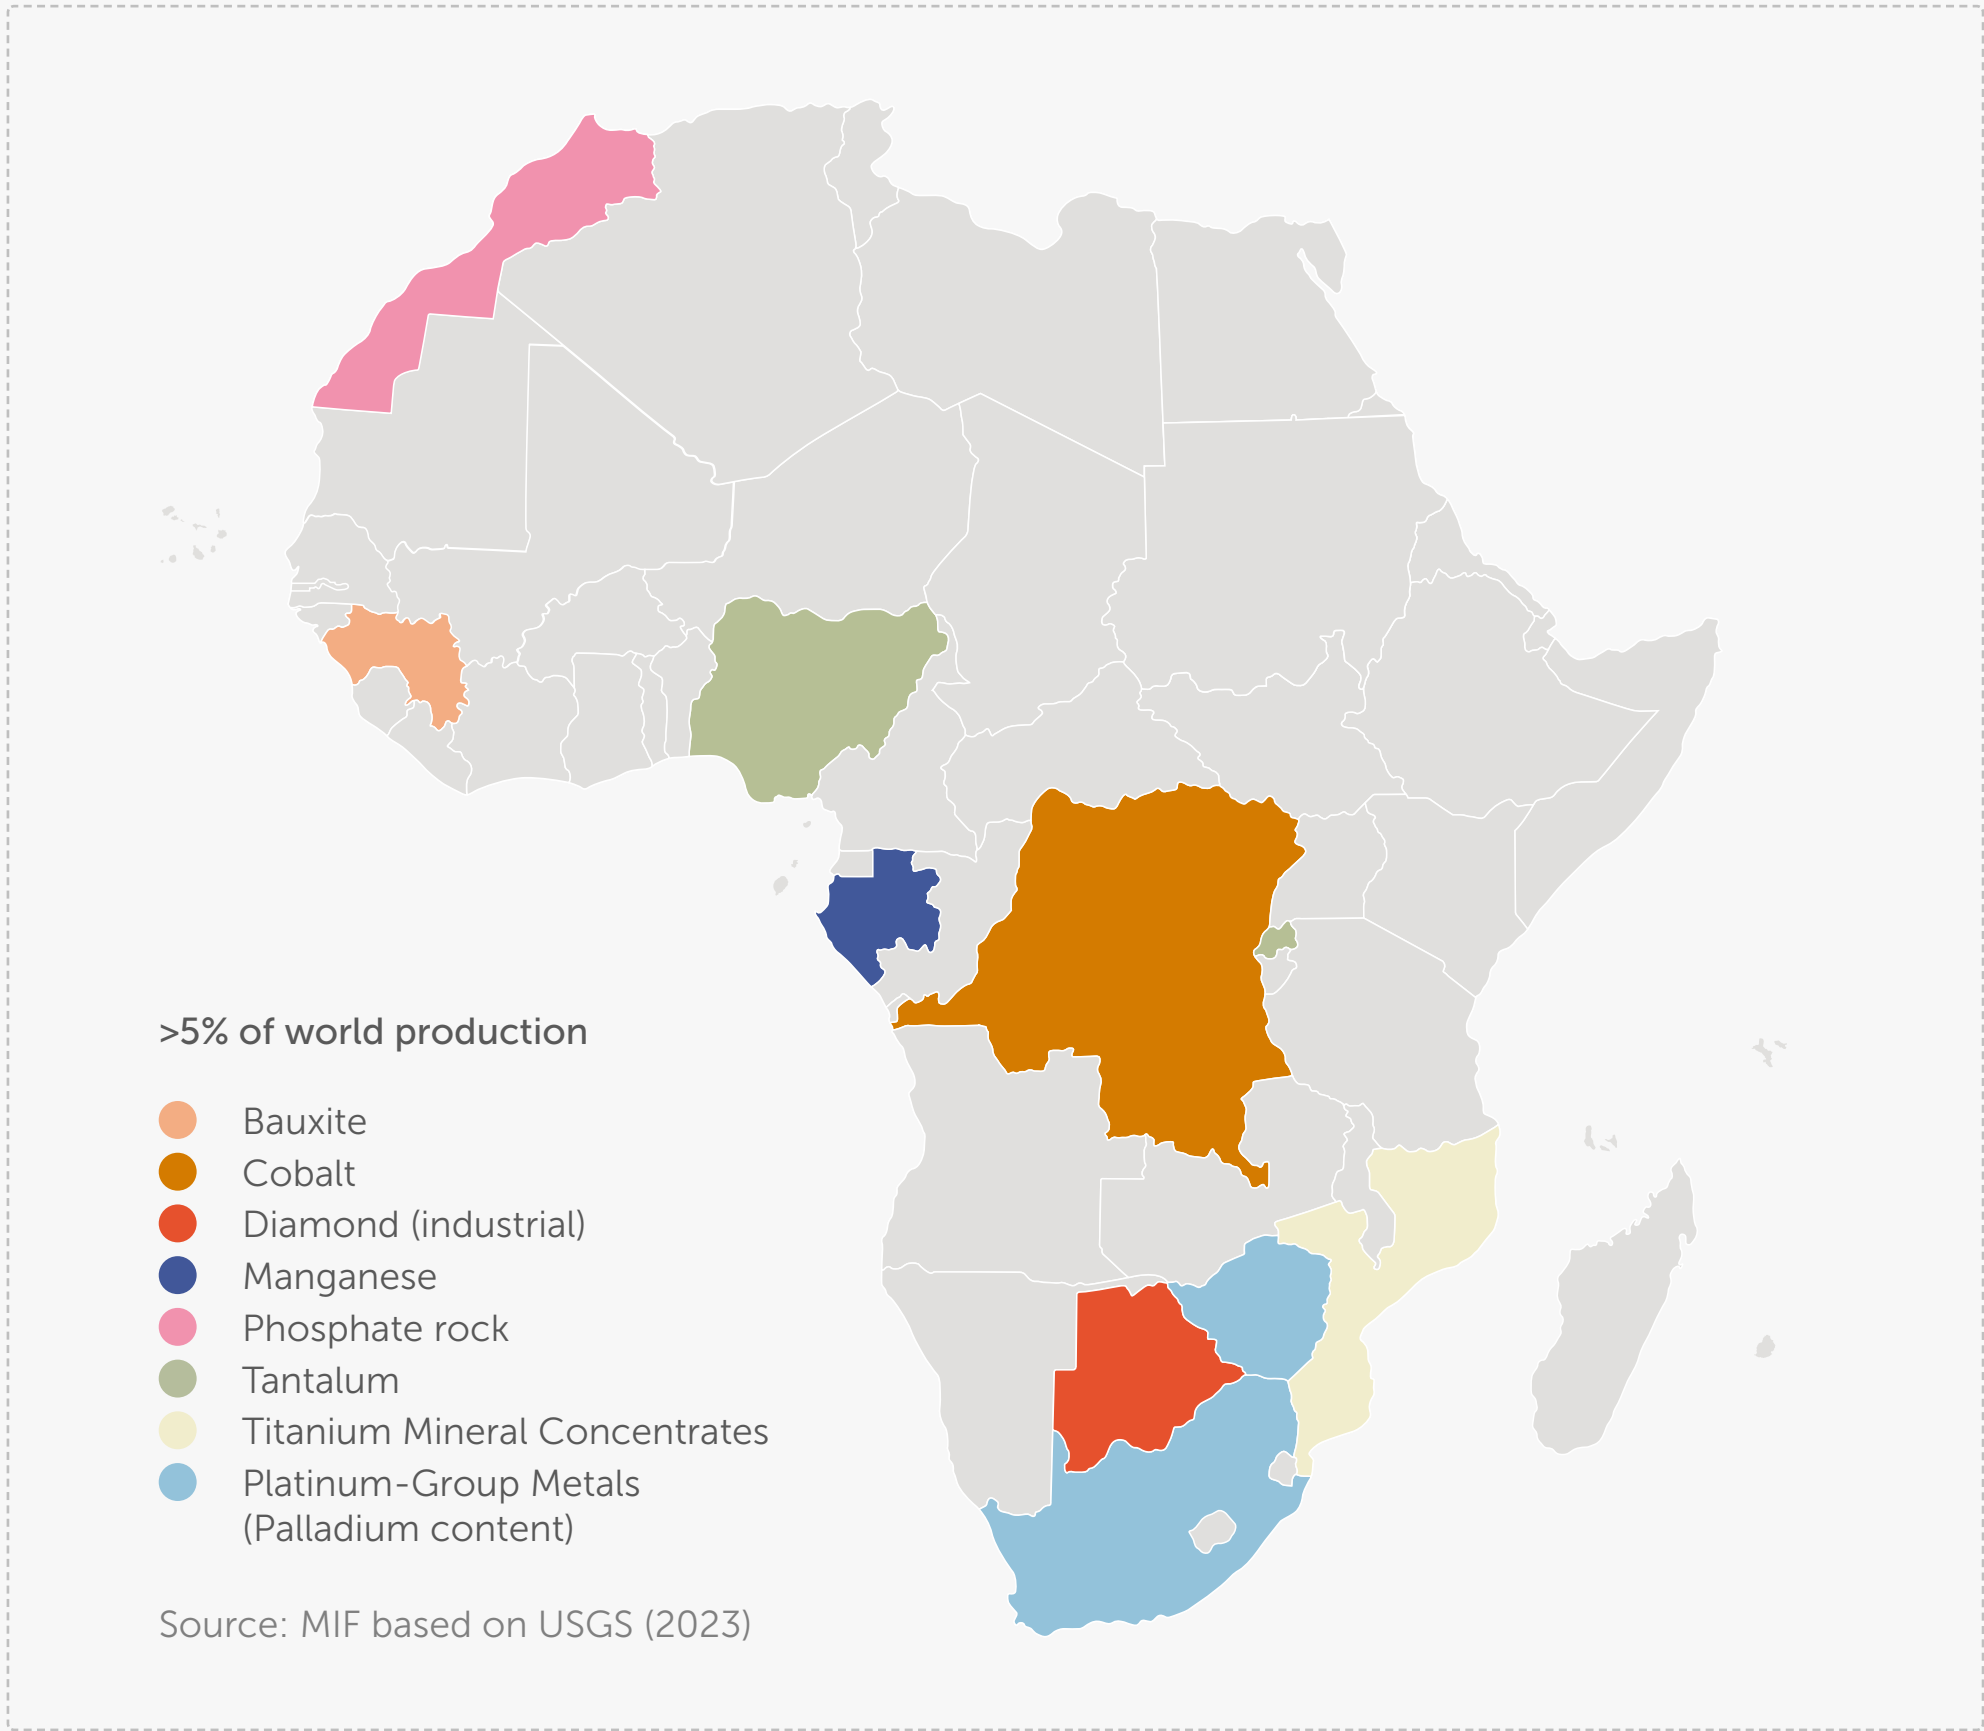 >5% of world production
Bauxite
Cobalt
Diamond (industrial)
Manganese
Phosphate rock
Tantalum
Titanium Mineral Concentrates
Platinum-Group Metals
(Palladium content)
Source: MIF based on USGS (2023)